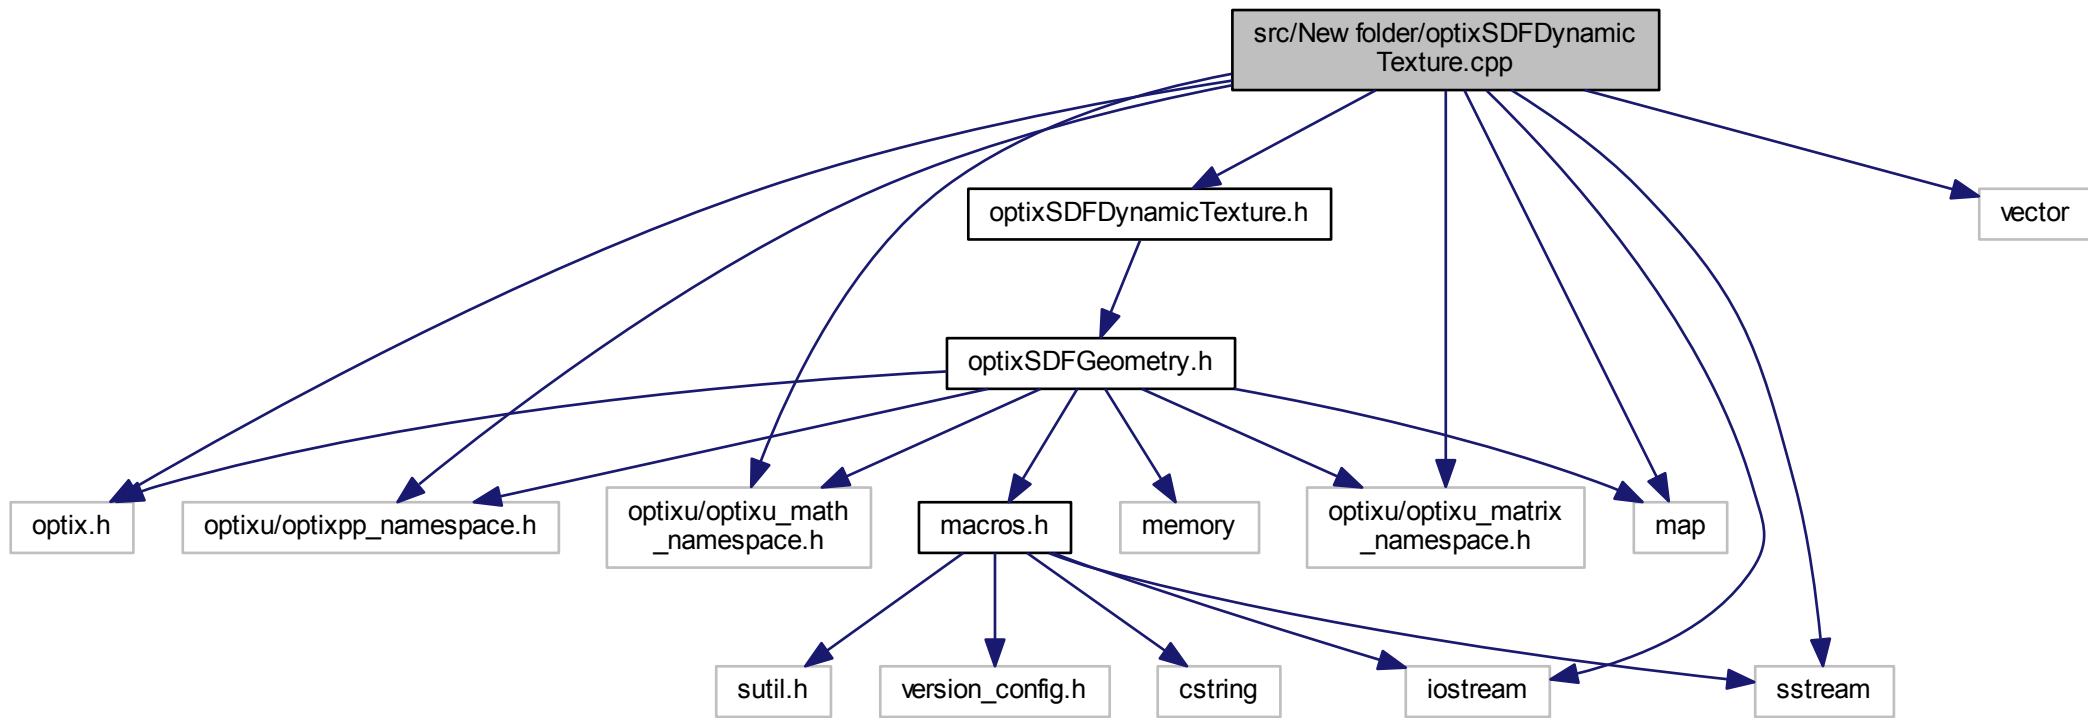 src/New folder/optixSDFDynamic
Texture.cpp
optixSDFDynamicTexture.h
vector
optixSDFGeometry.h
optix.h
optixu/optixpp_namespace.h
optixu/optixu_math
_namespace.h
macros.h
memory
optixu/optixu_matrix
_namespace.h
map
sutil.h
version_config.h
cstring
iostream
sstream